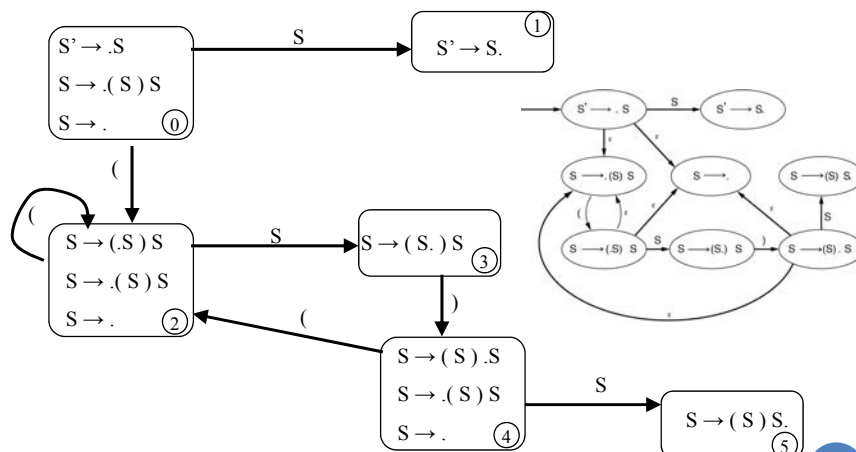 S’ → .S
S → .( S ) S
S → .
0
S
1
S’ → S.
(
(
S → (.S ) S
S → .( S ) S
S → .
2
S
S → ( S. ) S
3
)
(
S → ( S ) .S
S → .( S ) S
S → .
4
S
S → ( S ) S.
5
S' → . S
S
S' → S.
ε
ε
S → . (S) S
S → .
S → (S) S.
(
ε
ε
ε
S
S → (.S) S
S
S → (S.) S
)
S → (S) . S
ε